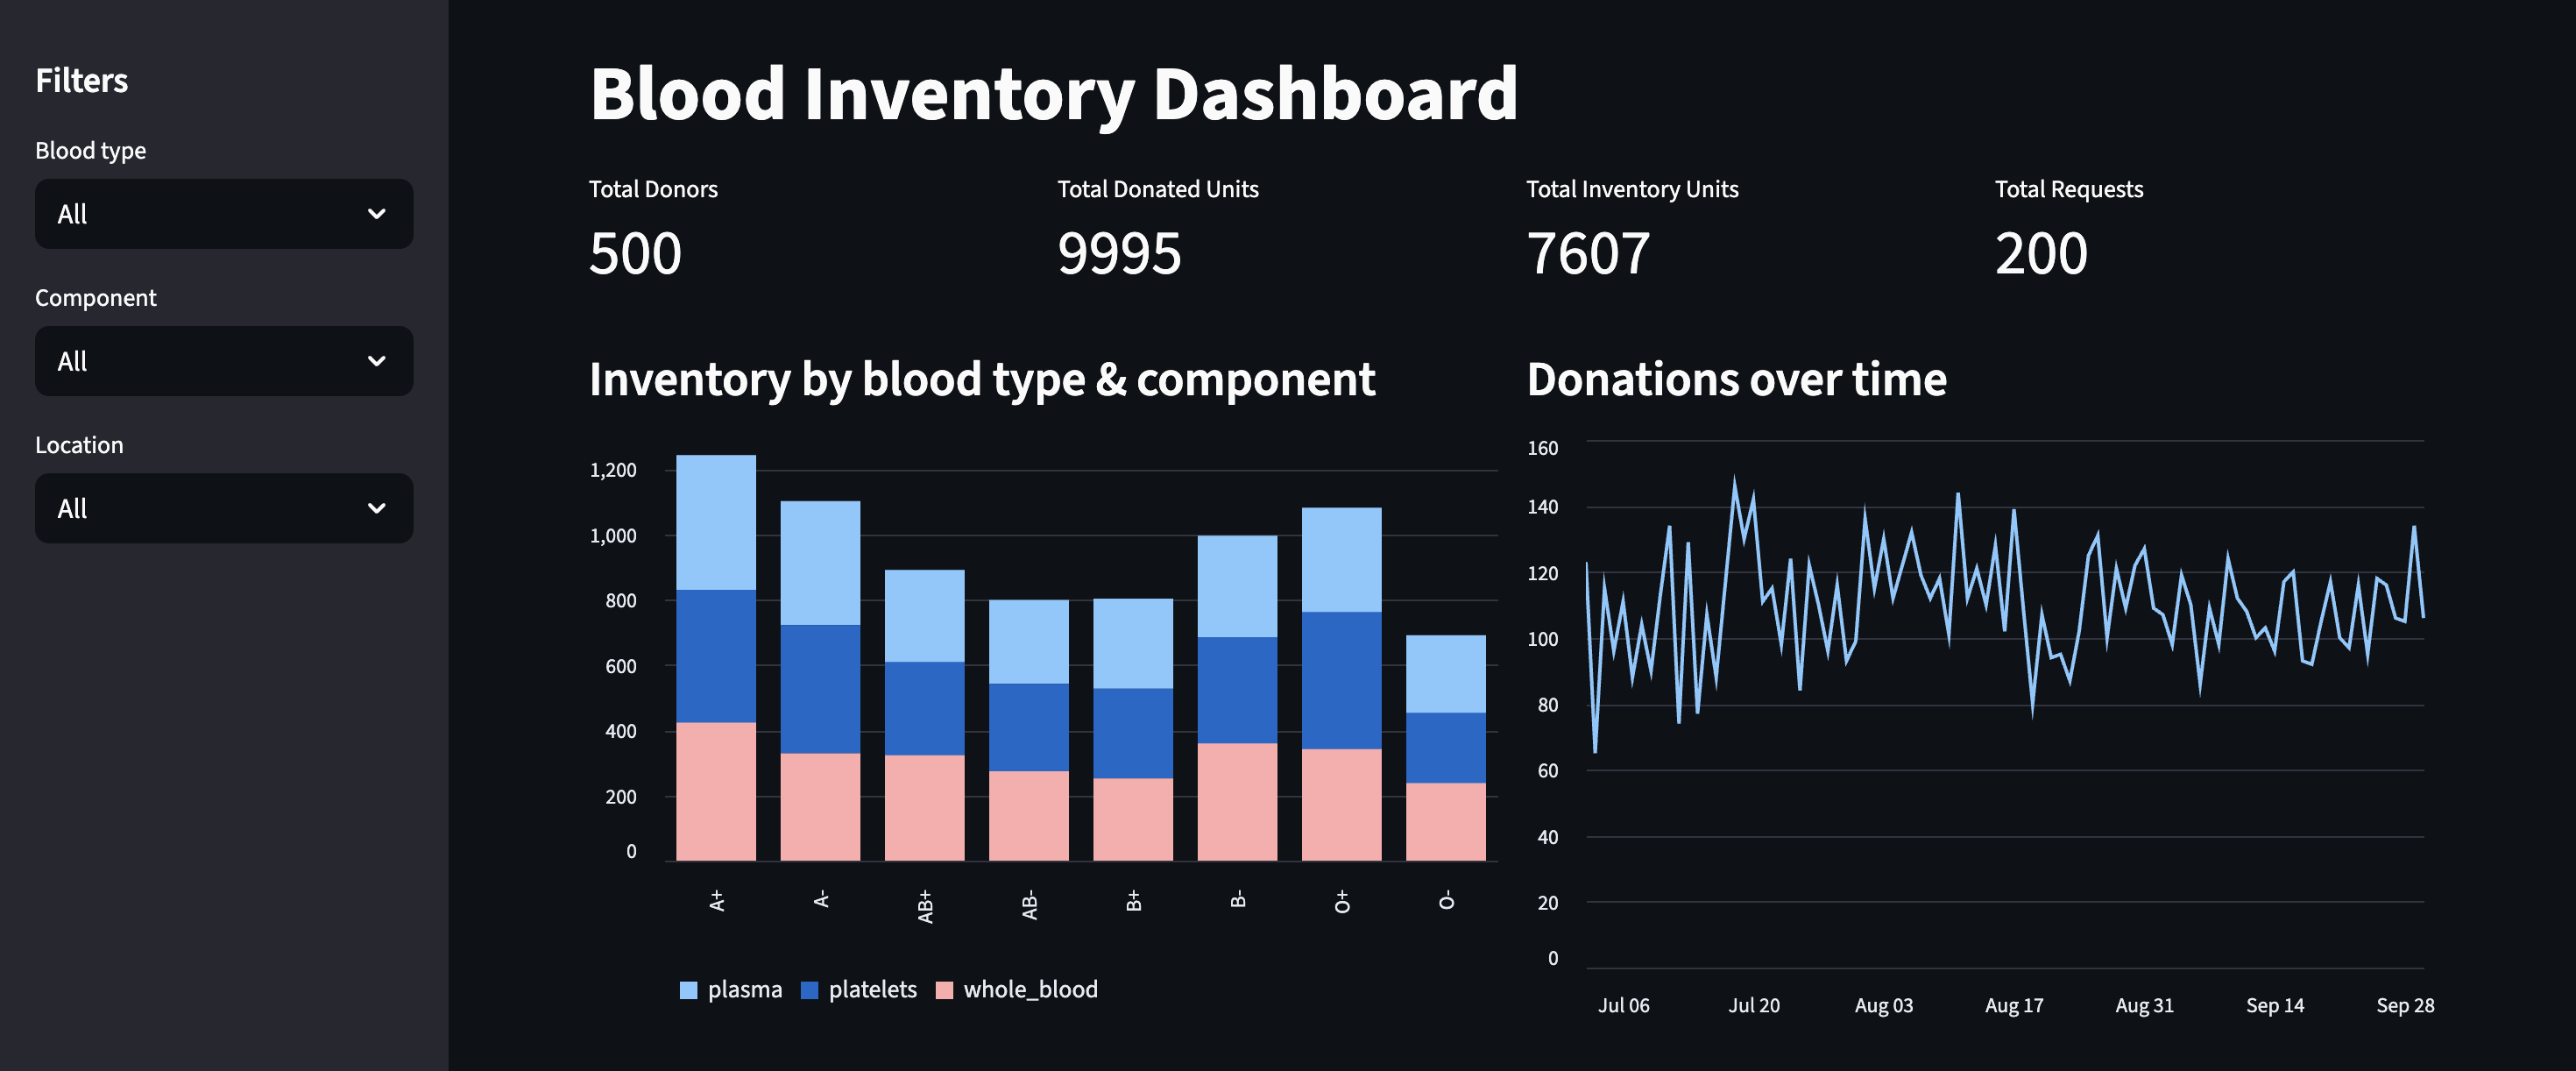 Filters
Blood type
All
Component
All
Location
All
Blood Inventory Dashboard
Total Donors
500
Total Donated Units
9995
Total Inventory Units
7607
Total Requests
200
Inventory by blood type & component
1,200
1,000
800
600
400
200
0
A+
A-
AB+
AB-
B+
B-
O+
O-
plasma
platelets
whole_blood
Donations over time
160
140
120
100
80
60
40
20
0
Jul 06
Jul 20
Aug 03
Aug 17
Aug 31
Sep 14
Sep 28